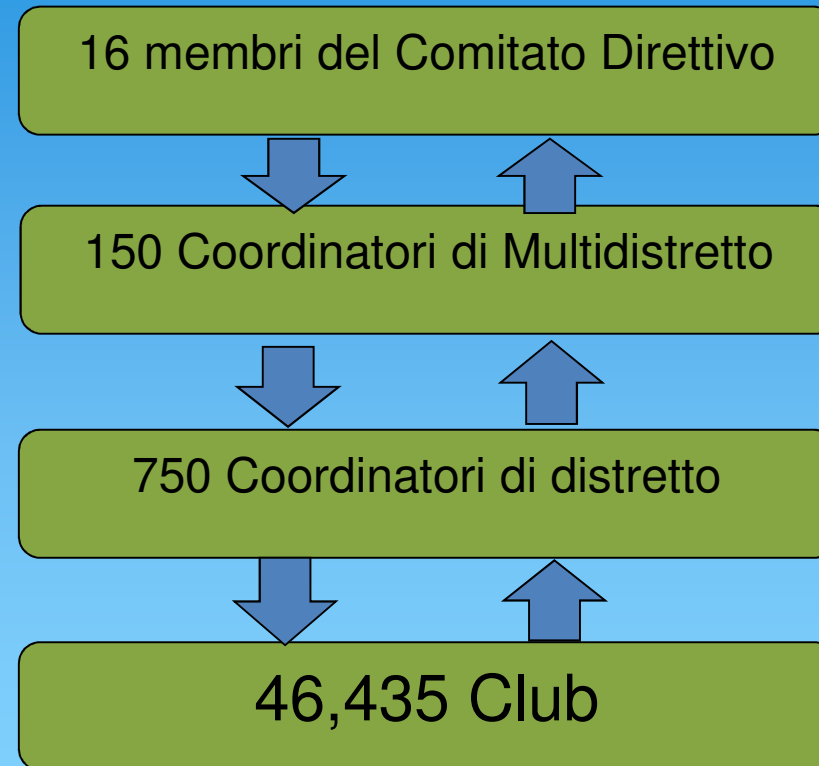 16 membri del Comitato Direttivo
150 Coordinatori di Multidistretto
750 Coordinatori di distretto
46,435 Club